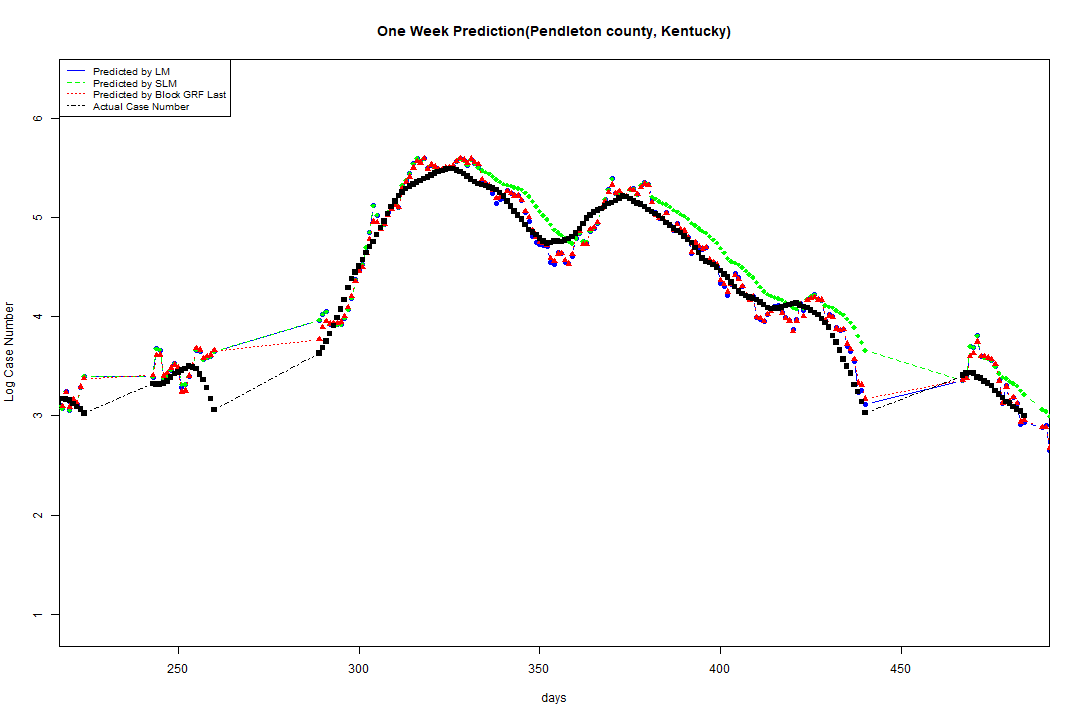 One Week Prediction(Pendleton county, Kentucky)
Predicted by LM
Predicted by SLM
Predicted by Block GRF Last
Actual Case Number
6
5
4
3
2
1
Log Case Number
250 300 350 400 450
days